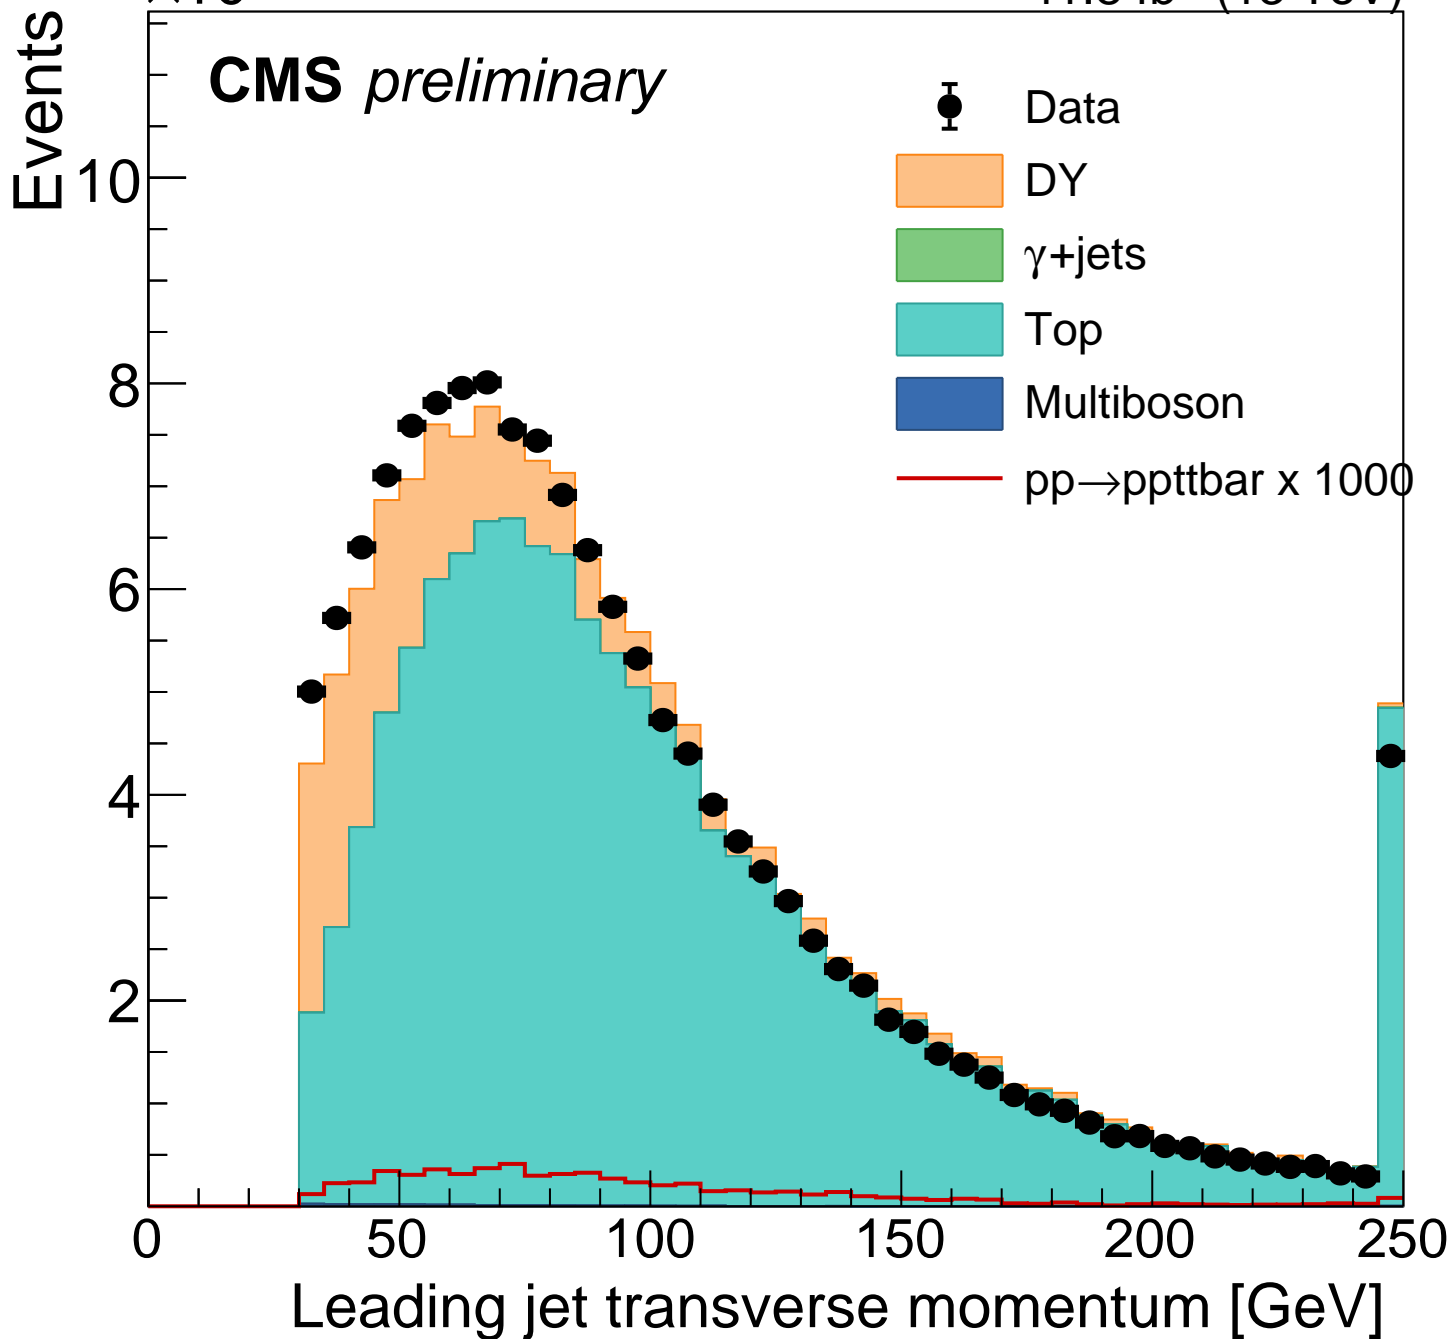 Events
CMS preliminary
Data
DY
γ+jets
Top
Multiboson
pp→ppttbar x 1000
10
8
6
4
2
0 50 100 150 200 250
Leading jet transverse momentum [GeV]